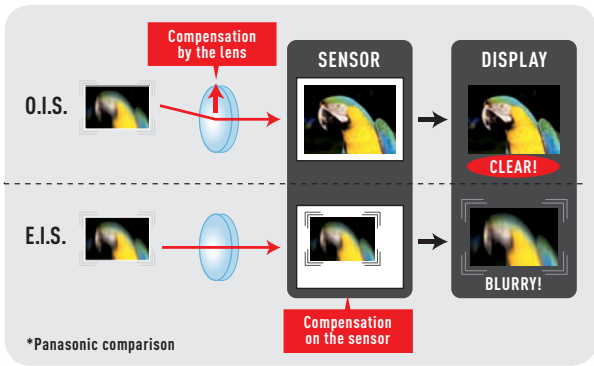 Compensation
by the lens
SENSOR
DISPLAY
O.I.S.
CLEAR!
E.I.S.
BLURRY!
Compensation
on the sensor
*Panasonic comparison